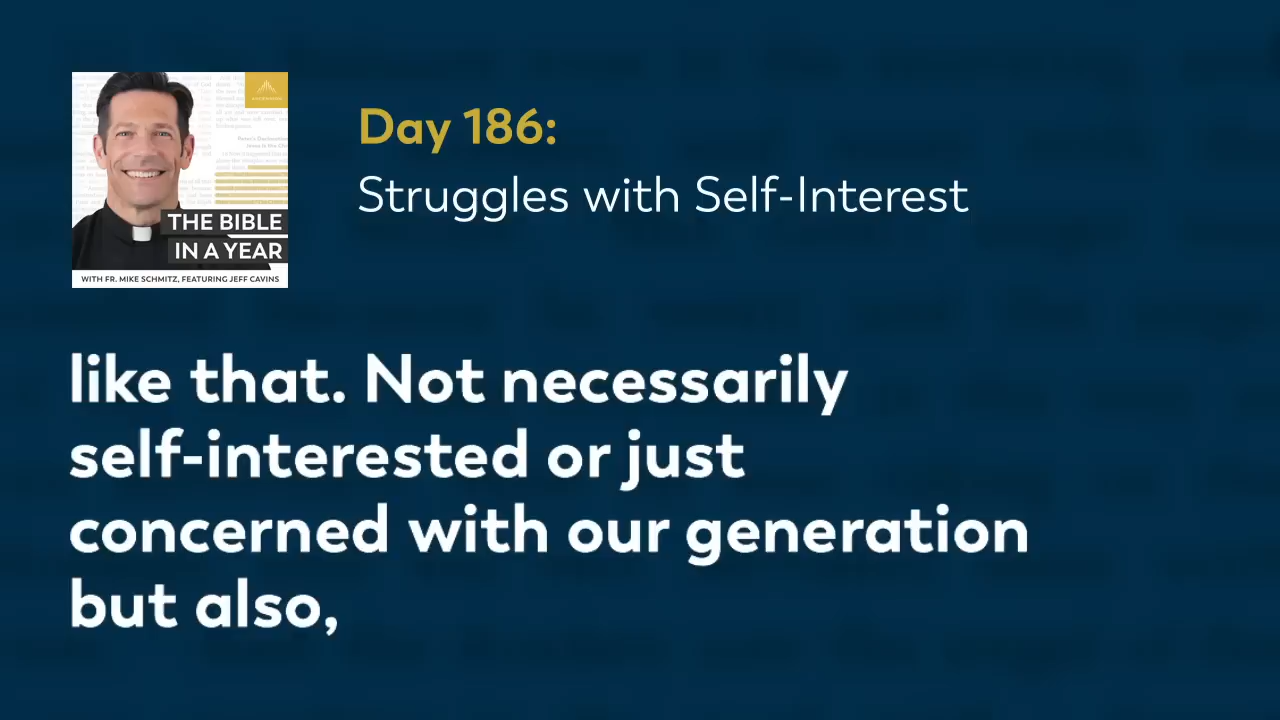 Day 186:
Struggles with Self-Interest
THE BIBLE
IN A YEAR
WITH FR. MIKE SCHMITZ, FEATURING JEFF CAVINS
like that. Not necessarily
self-interested or just
concerned with our generation
but also,